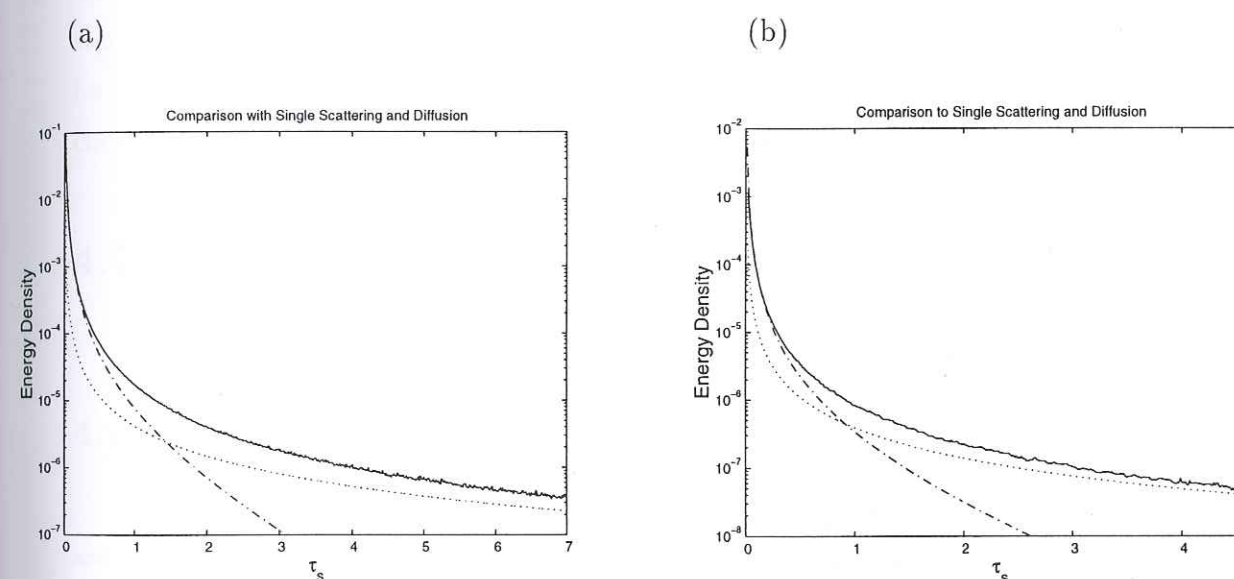 (a)
Comparison with Single Scattering and Diffusion
Energy Density
10^-1
10^-2
10^-3
10^-4
10^-5
10^-6
10^-7
0 1 2 3 4 5 6 7
τ_s
(b)
Comparison to Single Scattering and Diffusion
Energy Density
10^-2
10^-3
10^-4
10^-5
10^-6
10^-7
10^-8
0 1 2 3 4
τ_s